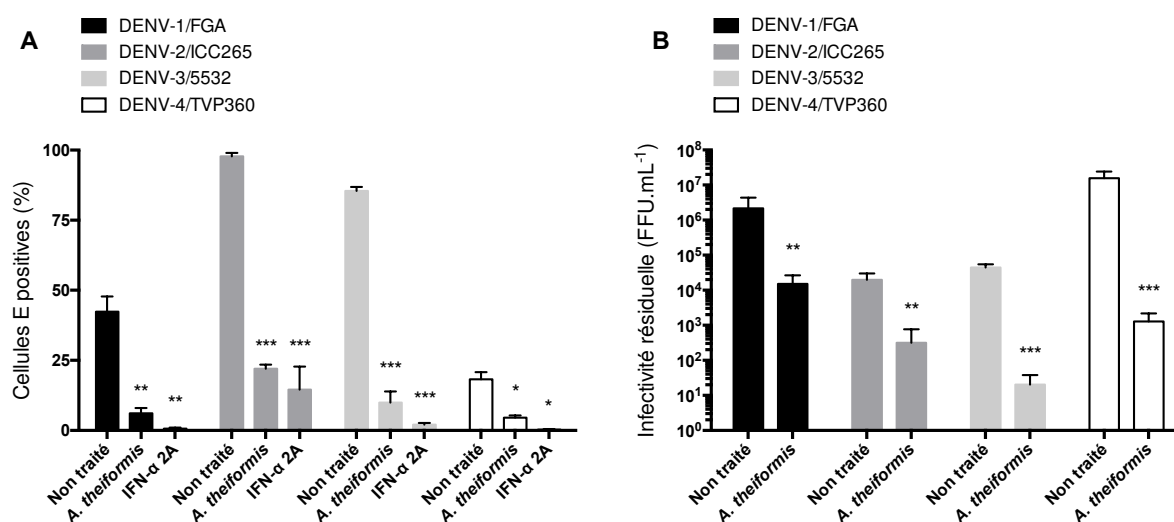 A
DENV-1/FGA
DENV-2/ICC265
DENV-3/5532
DENV-4/TVP360
Cellules E positives (%)
100
75
50
25
0
** ** *** *** *** *** * *
Non traité A. theiformis IFN-α 2A Non traité A. theiformis IFN-α 2A Non traité A. theiformis IFN-α 2A Non traité A. theiformis IFN-α 2A
B
DENV-1/FGA
DENV-2/ICC265
DENV-3/5532
DENV-4/TVP360
Infectivité résiduelle (FFU.mL⁻¹)
10⁸
10⁷
10⁶
10⁵
10⁴
10³
10²
10¹
10⁰
** ** *** ***
Non traité A. theiformis Non traité A. theiformis Non traité A. theiformis Non traité A. theiformis